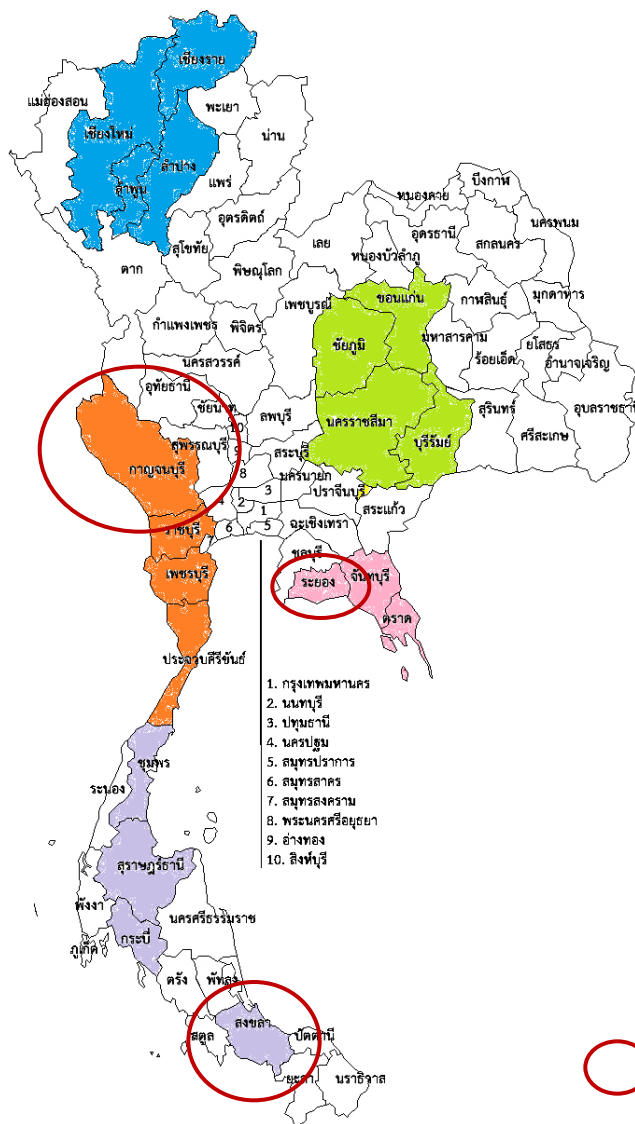 เชียงราย
แม่ฮ่องสอน
พะเยา
เชียงใหม่
น่าน
ลำปาง
แพร่
ลำพูน
อุตรดิตถ์
สุโขทัย
ตาก
พิษณุโลก
บึงกาฬ
หนองคาย
นครพนม
อุดรธานี
สกลนคร
เลย
หนองบัวลำภู
เพชรบูรณ์
ขอนแก่น
กาฬสินธุ์
มุกดาหาร
กำแพงเพชร
พิจิตร
ชัยภูมิ
มหาสารคาม
ร้อยเอ็ด
ยโสธร
อำนาจเจริญ
นครสวรรค์
อุทัยธานี
ชัยนาท
ลพบุรี
นครราชสีมา
สุรินทร์
อุบลราชธานี
ศรีสะเกษ
บุรีรัมย์
10
สุพรรณบุรี
9
สระบุรี
กาญจนบุรี
8
นครนายก
3
ปราจีนบุรี
4
2
1
สระแก้ว
ราชบุรี
6
5
ฉะเชิงเทรา
7
ชลบุรี
เพชรบุรี
ระยอง
จันทบุรี
ตราด
ประจวบคีรีขันธ์
1. กรุงเทพมหานคร
2. นนทบุรี
3. ปทุมธานี
4. นครปฐม
5. สมุทรปราการ
6. สมุทรสาคร
7. สมุทรสงคราม
8. พระนครศรีอยุธยา
9. อ่างทอง
10. สิงห์บุรี
ชุมพร
ระนอง
สุราษฎร์ธานี
พังงา
นครศรีธรรมราช
กระบี่
ภูเก็ต
ตรัง
พัทลุง
สงขลา
สตูล
ปัตตานี
ยะลา
นราธิวาส